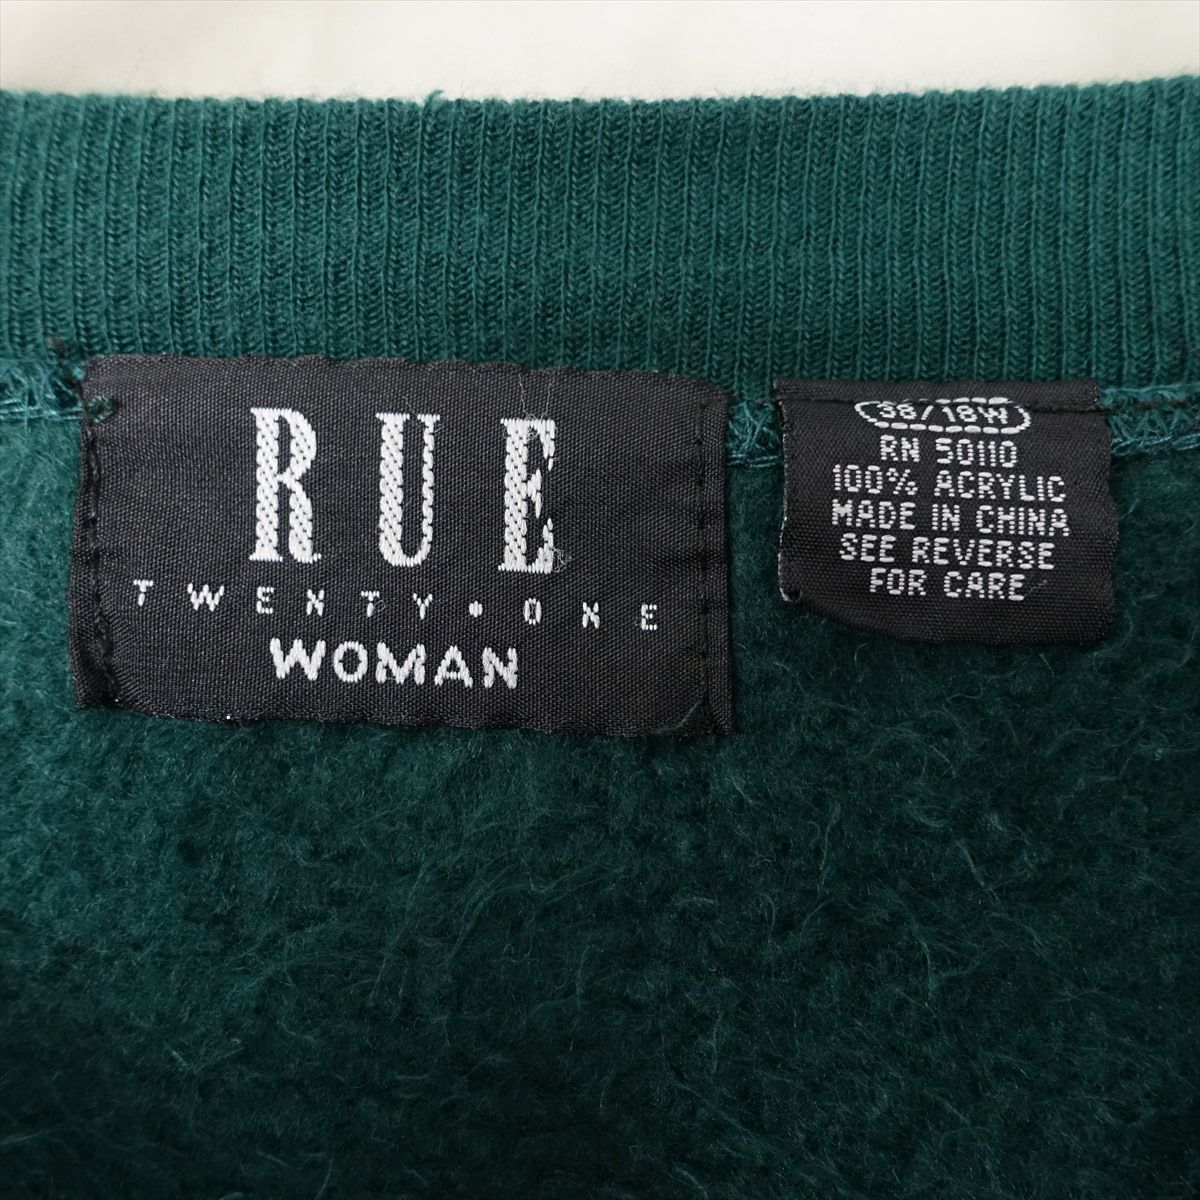 RUE
TWENTY•ONE
WOMAN
38/18W
RN 50110
100% ACRYLIC
MADE IN CHINA
SEE REVERSE
FOR CARE